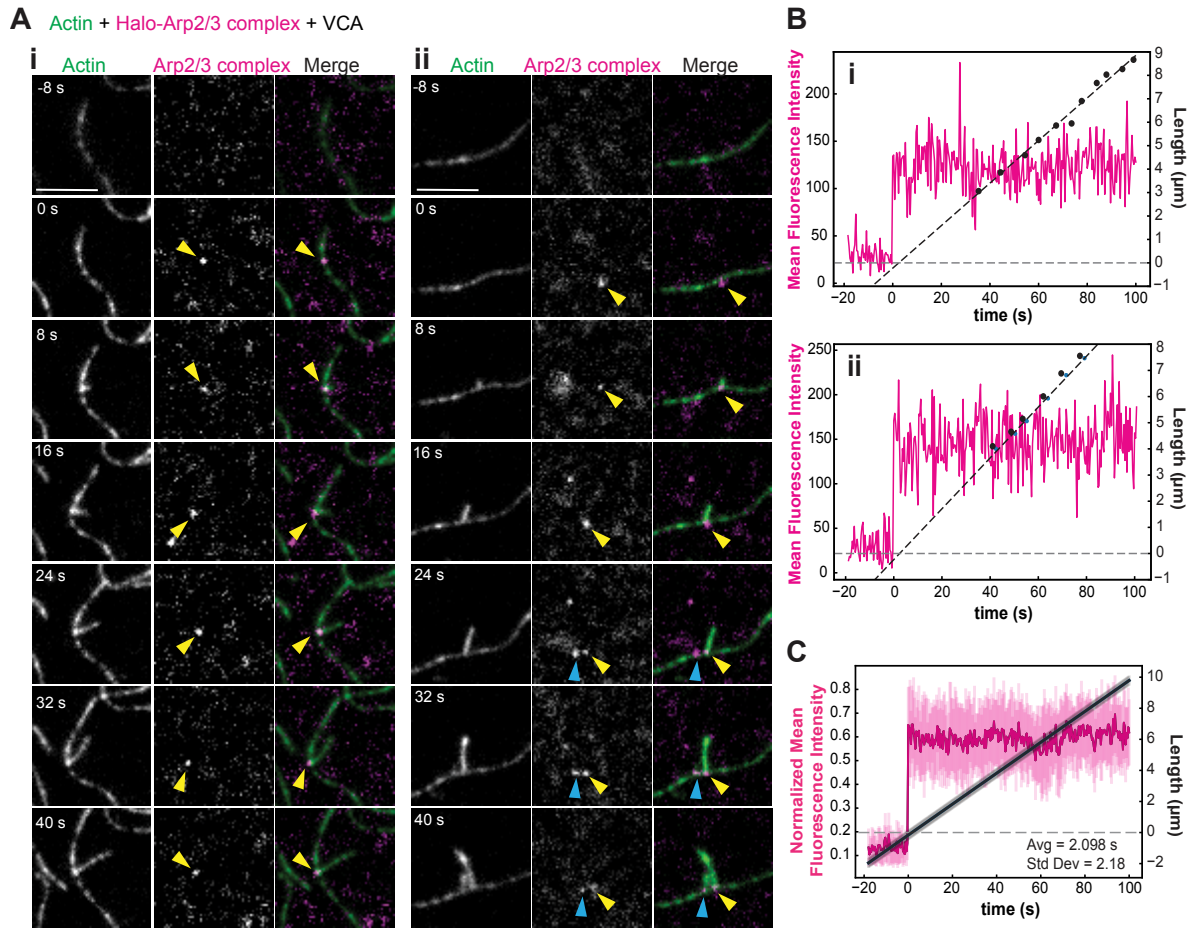 A
Actin + Halo-Arp2/3 complex + VCA
i
Actin
Arp2/3 complex
Merge
-8 s
0 s
8 s
16 s
24 s
32 s
40 s
ii
Actin
Arp2/3 complex
Merge
-8 s
0 s
8 s
16 s
24 s
32 s
40 s
B
i
Mean Fluorescence Intensity
200
150
100
50
0
-20 0 20 40 60 80 100
time (s)
9
8
7
6
5
4
3
2
1
0
-1
Length (µm)
ii
Mean Fluorescence Intensity
250
200
150
100
50
0
-20 0 20 40 60 80 100
time (s)
8
7
6
5
4
3
2
1
0
-1
Length (µm)
C
Normalized Mean
Fluorescence Intensity
0.8
0.7
0.6
0.5
0.4
0.3
0.2
0.1
-20 0 20 40 60 80 100
time (s)
10
8
6
4
2
0
-2
Length (µm)
Avg = 2.098 s
Std Dev = 2.18